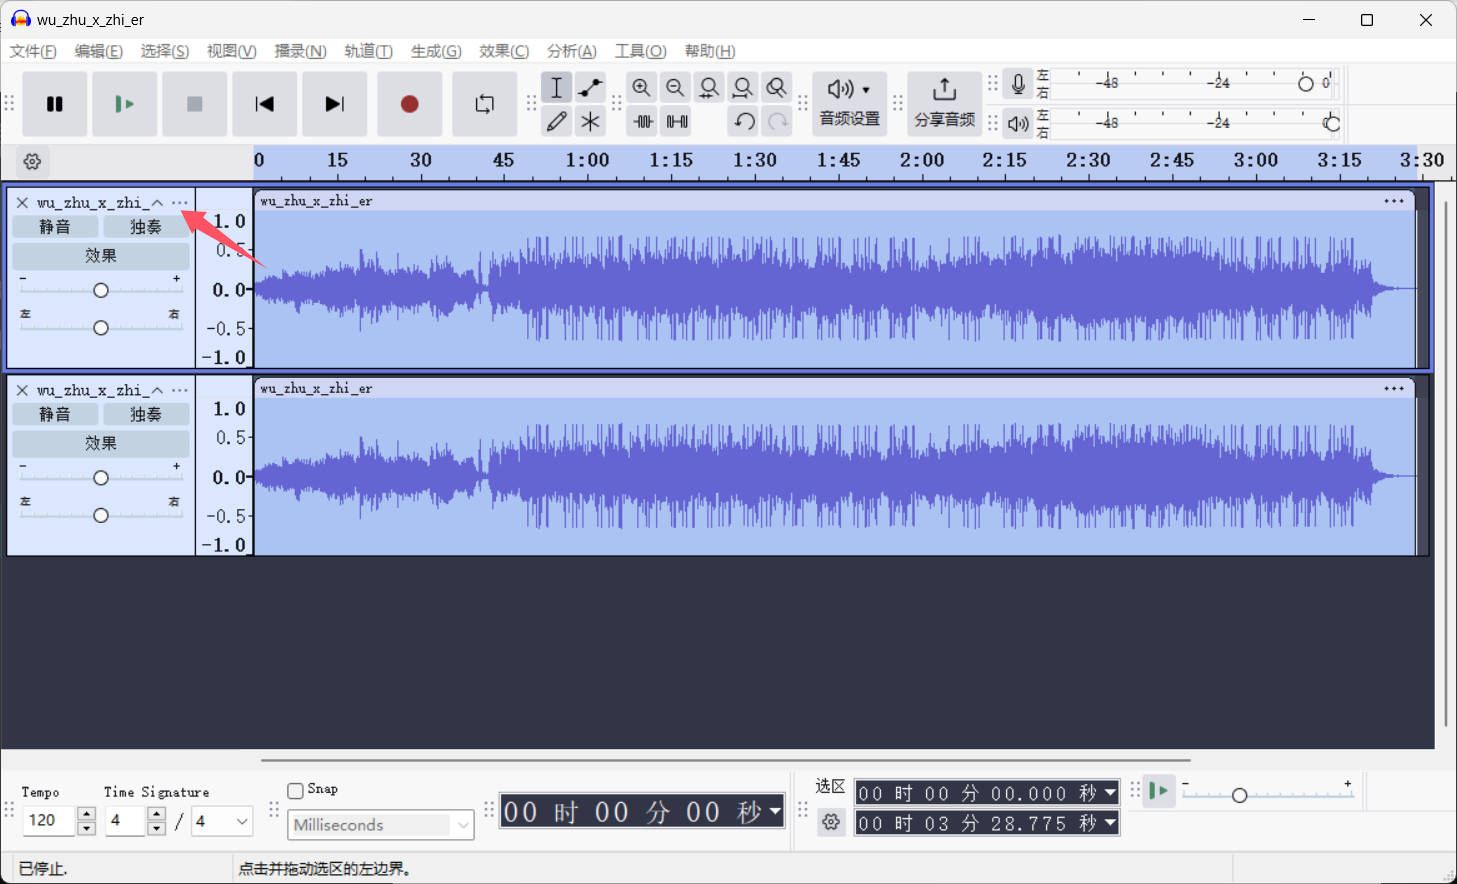 wu_zhu_x_zhi_er
文件(F) 编辑(E) 选择(S) 视图(V) 播录(N) 轨道(T) 生成(G) 效果(C) 分析(A) 工具(O) 帮助(H)
音频设置
分享音频
左
右
-48 -24 0
左
右
-48 -24 0
0 15 30 45 1:00 1:15 1:30 1:45 2:00 2:15 2:30 2:45 3:00 3:15 3:30
wu_zhu_x_zhi_
静音 独奏
效果
- +
左 右
1.0
0.5
0.0
-0.5
-1.0
wu_zhu_x_zhi_er
wu_zhu_x_zhi_
静音 独奏
效果
- +
左 右
1.0
0.5
0.0
-0.5
-1.0
wu_zhu_x_zhi_er
Tempo
120
Time Signature
4 / 4
Snap
Milliseconds
00 时 00 分 00 秒
选区
00 时 00 分 00.000 秒
00 时 03 分 28.775 秒
- +
已停止.
点击并拖动选区的左边界。